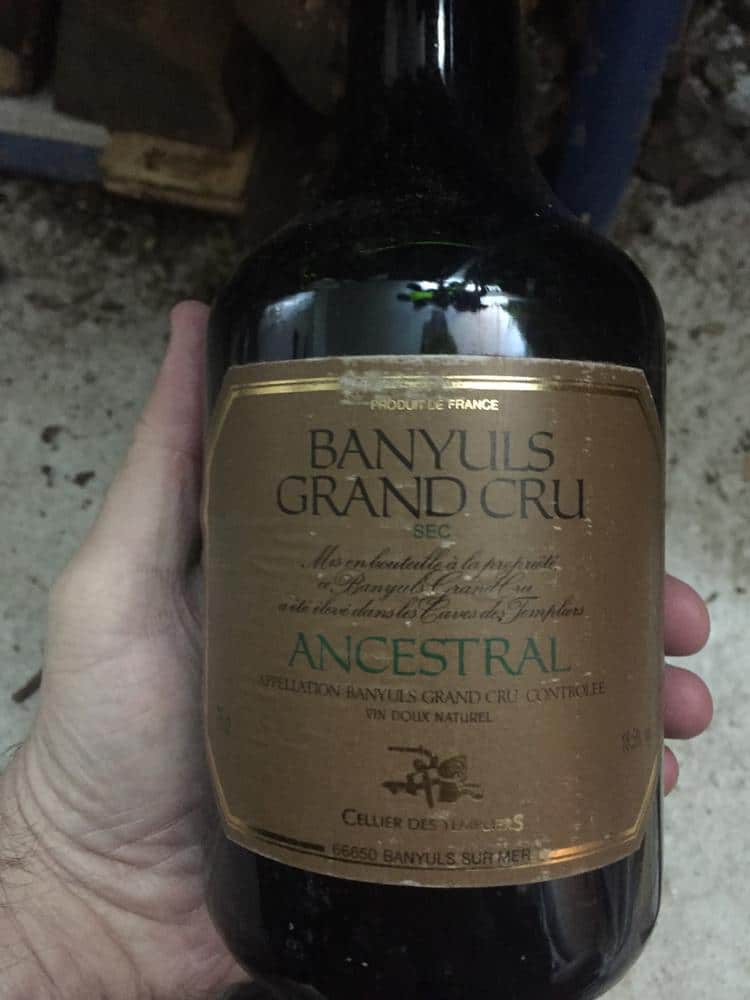 PRODUIT DE FRANCE
BANYULS
GRAND CRU
SEC
Mis en bouteille à la propriété
ce Banyuls Grand Cru
a été élevé dans les Caves des Templiers
ANCESTRAL
APPELLATION BANYULS GRAND CRU CONTROLEE
VIN DOUX NATUREL
CELLIER DES TEMPLIERS
66650 BANYULS SUR MER